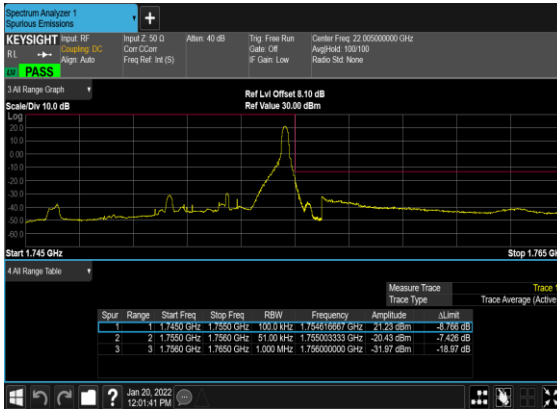 Spectrum Analyzer 1
Spurious Emissions
+
KEYSIGHT Input: RF Input Z: 50 Ω Atten: 40 dB Trig: Free Run Center Freq: 22.005000000 GHz
RL Coupling: DC Corr CCorr Gate: Off Avg|Hold: 100/100
Align: Auto Freq Ref: Int (S) IF Gain: Low Radio Std: None
PASS
3 All Range Graph
Ref Lvl Offset 8.10 dB
Scale/Div 10.0 dB Ref Value 30.00 dBm
Log
20.0
10.0
0.00
-10.0
-20.0
-30.0
-40.0
-50.0
-60.0
Start 1.745 GHz Stop 1.765 GH
4 All Range Table
Measure Trace Trace 1
Trace Type Trace Average (Active
Spur Range Start Freq Stop Freq RBW Frequency Amplitude ΔLimit
1 1 1.7450 GHz 1.7550 GHz 100.0 kHz 1.754616667 GHz 21.23 dBm -8.766 dB
2 2 1.7550 GHz 1.7560 GHz 51.00 kHz 1.755003333 GHz -20.43 dBm -7.426 dB
3 3 1.7560 GHz 1.7650 GHz 1.000 MHz 1.756000000 GHz -31.97 dBm -18.97 dB
? Jan 20, 2022
12:01:41 PM